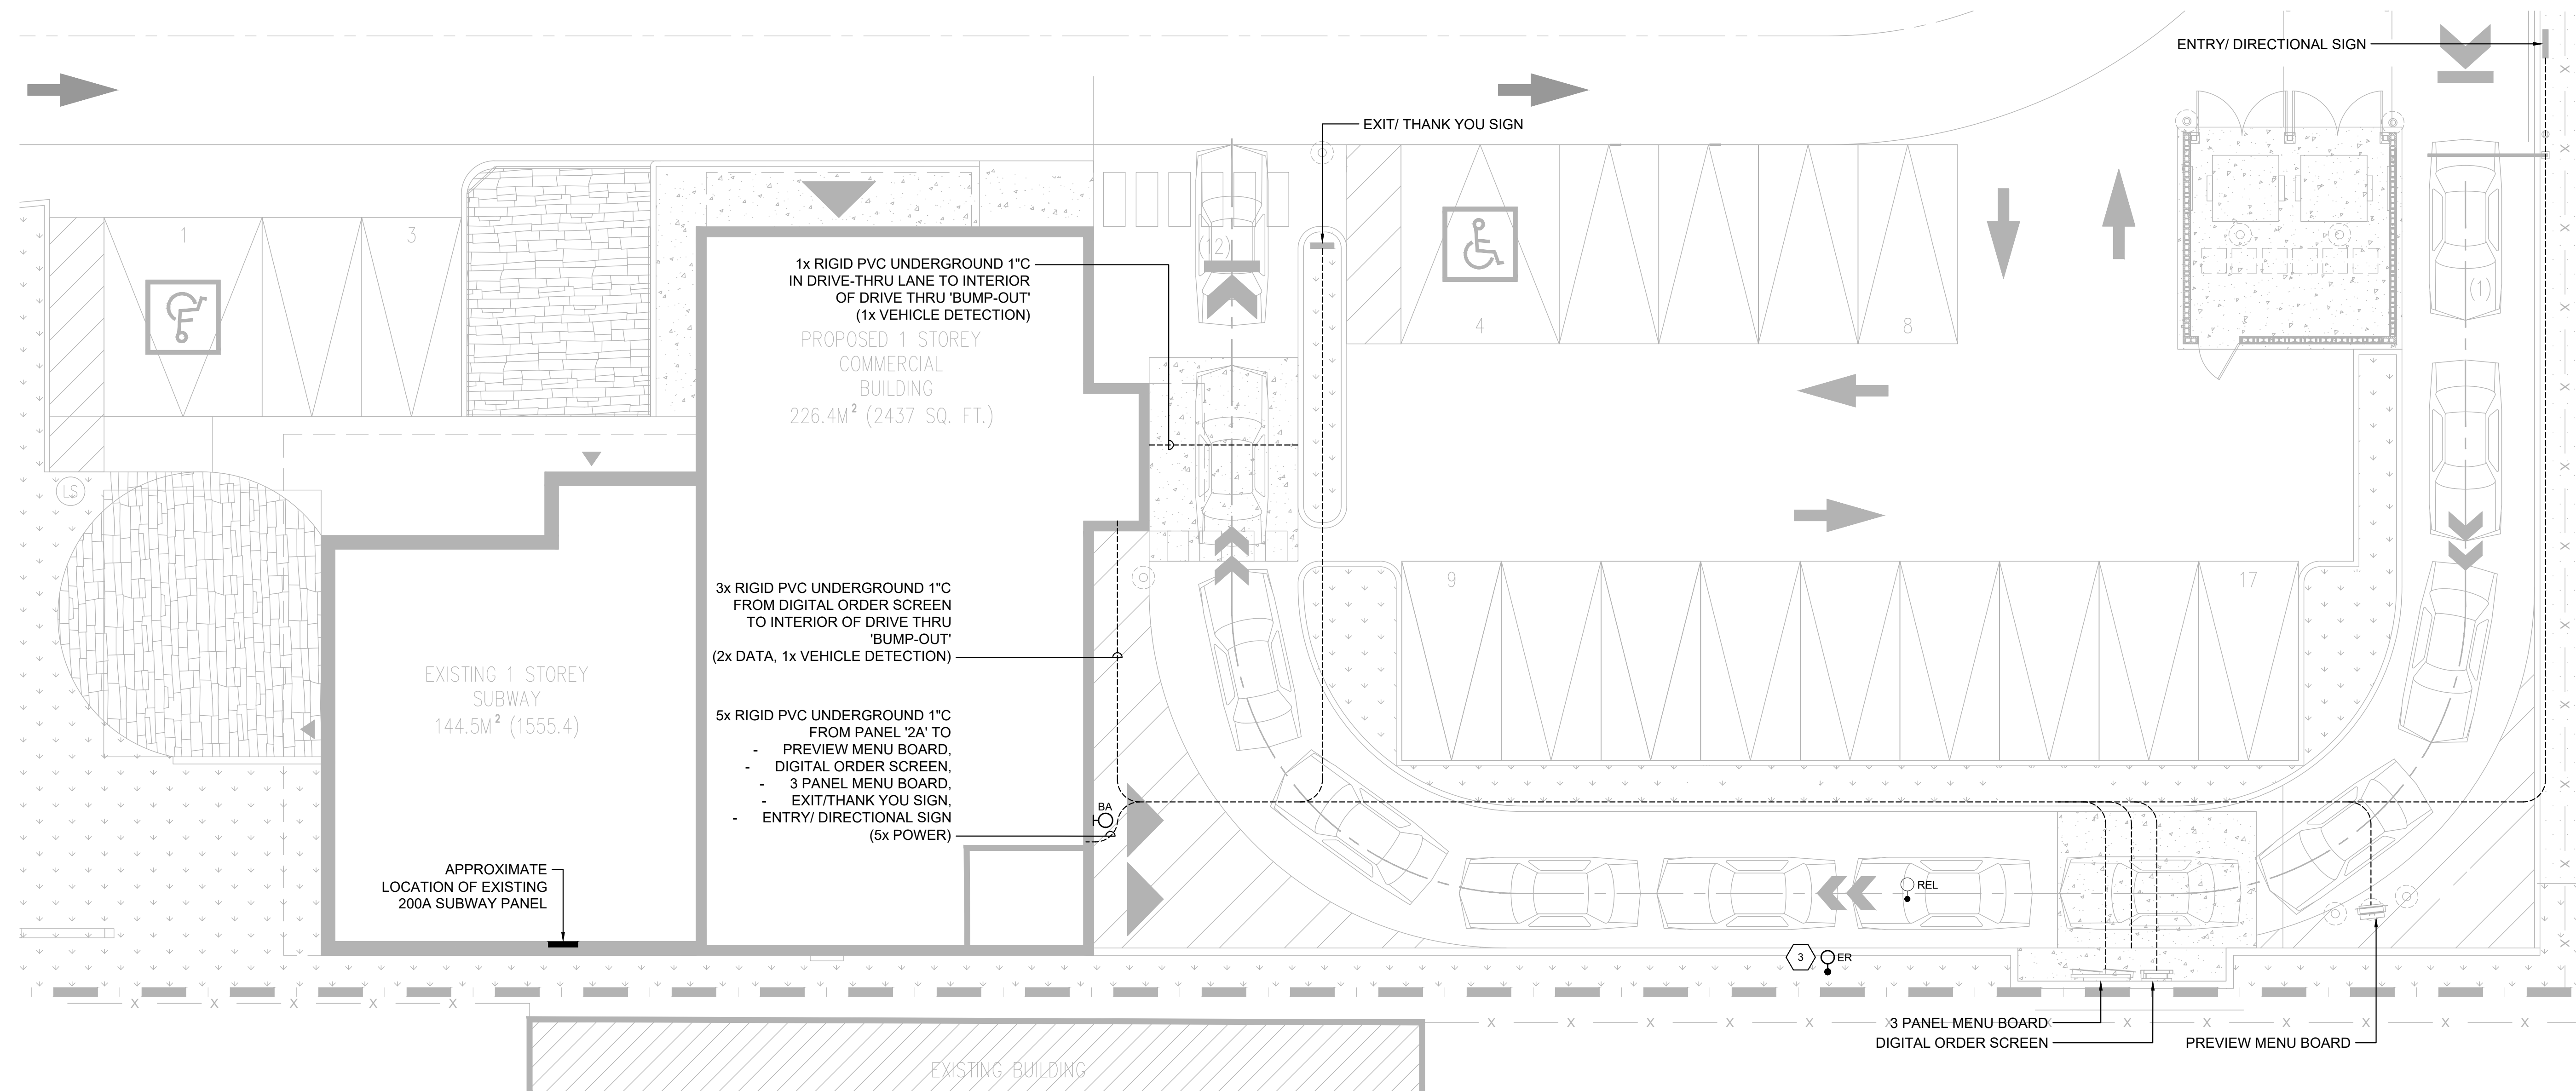 ENTRY/ DIRECTIONAL SIGN
EXIT/ THANK YOU SIGN
1
3
(12)
4
8
(1)
1x RIGID PVC UNDERGROUND 1"C
IN DRIVE-THRU LANE TO INTERIOR
OF DRIVE THRU 'BUMP-OUT'
(1x VEHICLE DETECTION)
PROPOSED 1 STOREY
COMMERCIAL
BUILDING
226.4M² (2437 SQ. FT.)
LS
9
17
3x RIGID PVC UNDERGROUND 1"C
FROM DIGITAL ORDER SCREEN
TO INTERIOR OF DRIVE THRU
'BUMP-OUT'
(2x DATA, 1x VEHICLE DETECTION)
EXISTING 1 STOREY
SUBWAY
144.5M² (1555.4)
5x RIGID PVC UNDERGROUND 1"C
FROM PANEL '2A' TO
- PREVIEW MENU BOARD,
- DIGITAL ORDER SCREEN,
- 3 PANEL MENU BOARD,
- EXIT/THANK YOU SIGN,
- ENTRY/ DIRECTIONAL SIGN
(5x POWER)
BA
APPROXIMATE
LOCATION OF EXISTING
200A SUBWAY PANEL
REL
3
ER
3 PANEL MENU BOARD
DIGITAL ORDER SCREEN
PREVIEW MENU BOARD
EXISTING BUILDING